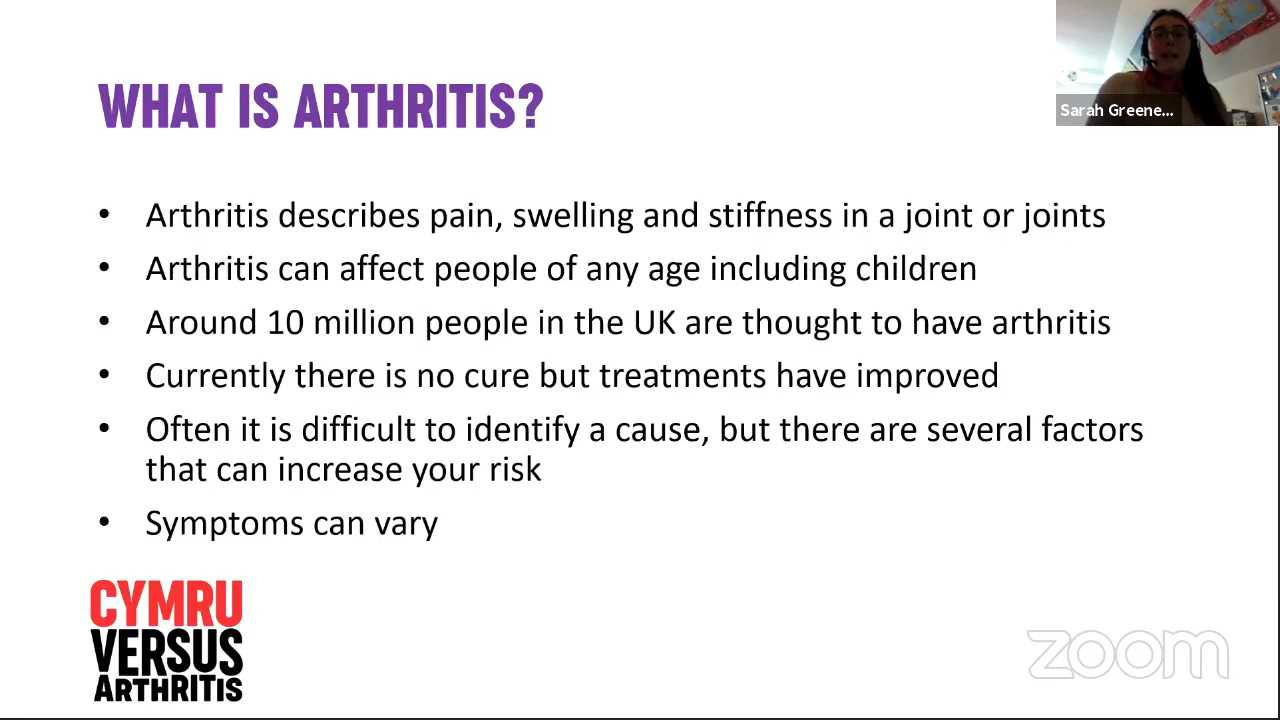 WHAT IS ARTHRITIS?
Sarah Greene...
• Arthritis describes pain, swelling and stiffness in a joint or joints
• Arthritis can affect people of any age including children
• Around 10 million people in the UK are thought to have arthritis
• Currently there is no cure but treatments have improved
• Often it is difficult to identify a cause, but there are several factors
that can increase your risk
• Symptoms can vary
CYMRU
VERSUS
ARTHRITIS
zoom